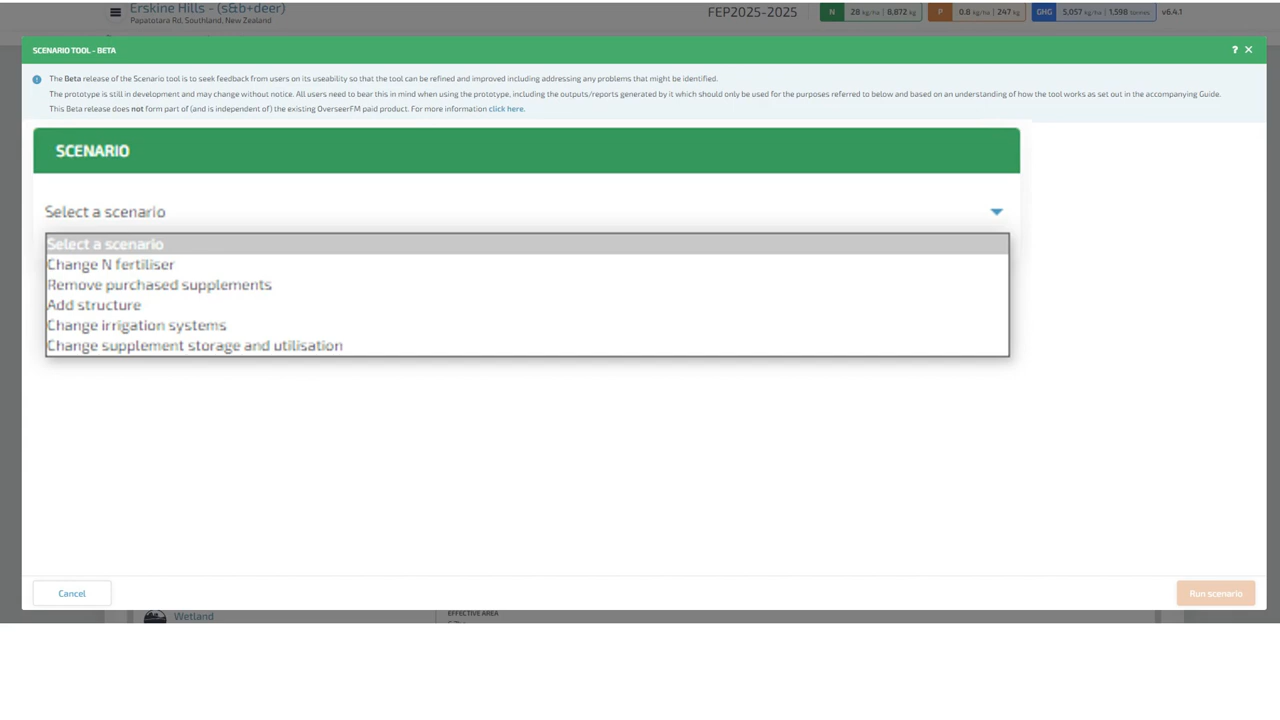 Erskine Hills - (s&b+deer)
Papatotara Rd, Southland, New Zealand
FEP2025-2025
N 28 kg/ha | 8,872 kg
P 0.8 kg/ha | 247 kg
GHG 5,057 kg/ha | 1,598 tonnes
v6.4.1
SCENARIO TOOL - BETA
?
The Beta release of the Scenario tool is to seek feedback from users on its useability so that the tool can be refined and improved including addressing any problems that might be identified.
The prototype is still in development and may change without notice. All users need to bear this in mind when using the prototype, including the outputs/reports generated by it which should only be used for the purposes referred to below and based on an understanding of how the tool works as set out in the accompanying Guide.
This Beta release does not form part of (and is independent of) the existing OverseerFM paid product. For more information click here.
SCENARIO
Select a scenario
Select a scenario
Change N fertiliser
Remove purchased supplements
Add structure
Change irrigation systems
Change supplement storage and utilisation
Cancel
Run scenario
Wetland
EFFECTIVE AREA